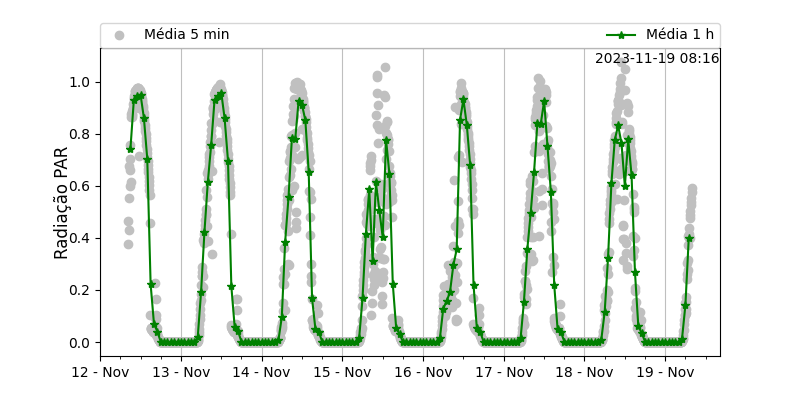 Média 5 min
Média 1 h
2023-11-19 08:16
Radiação PAR
1.0
0.8
0.6
0.4
0.2
0.0
12 - Nov
13 - Nov
14 - Nov
15 - Nov
16 - Nov
17 - Nov
18 - Nov
19 - Nov